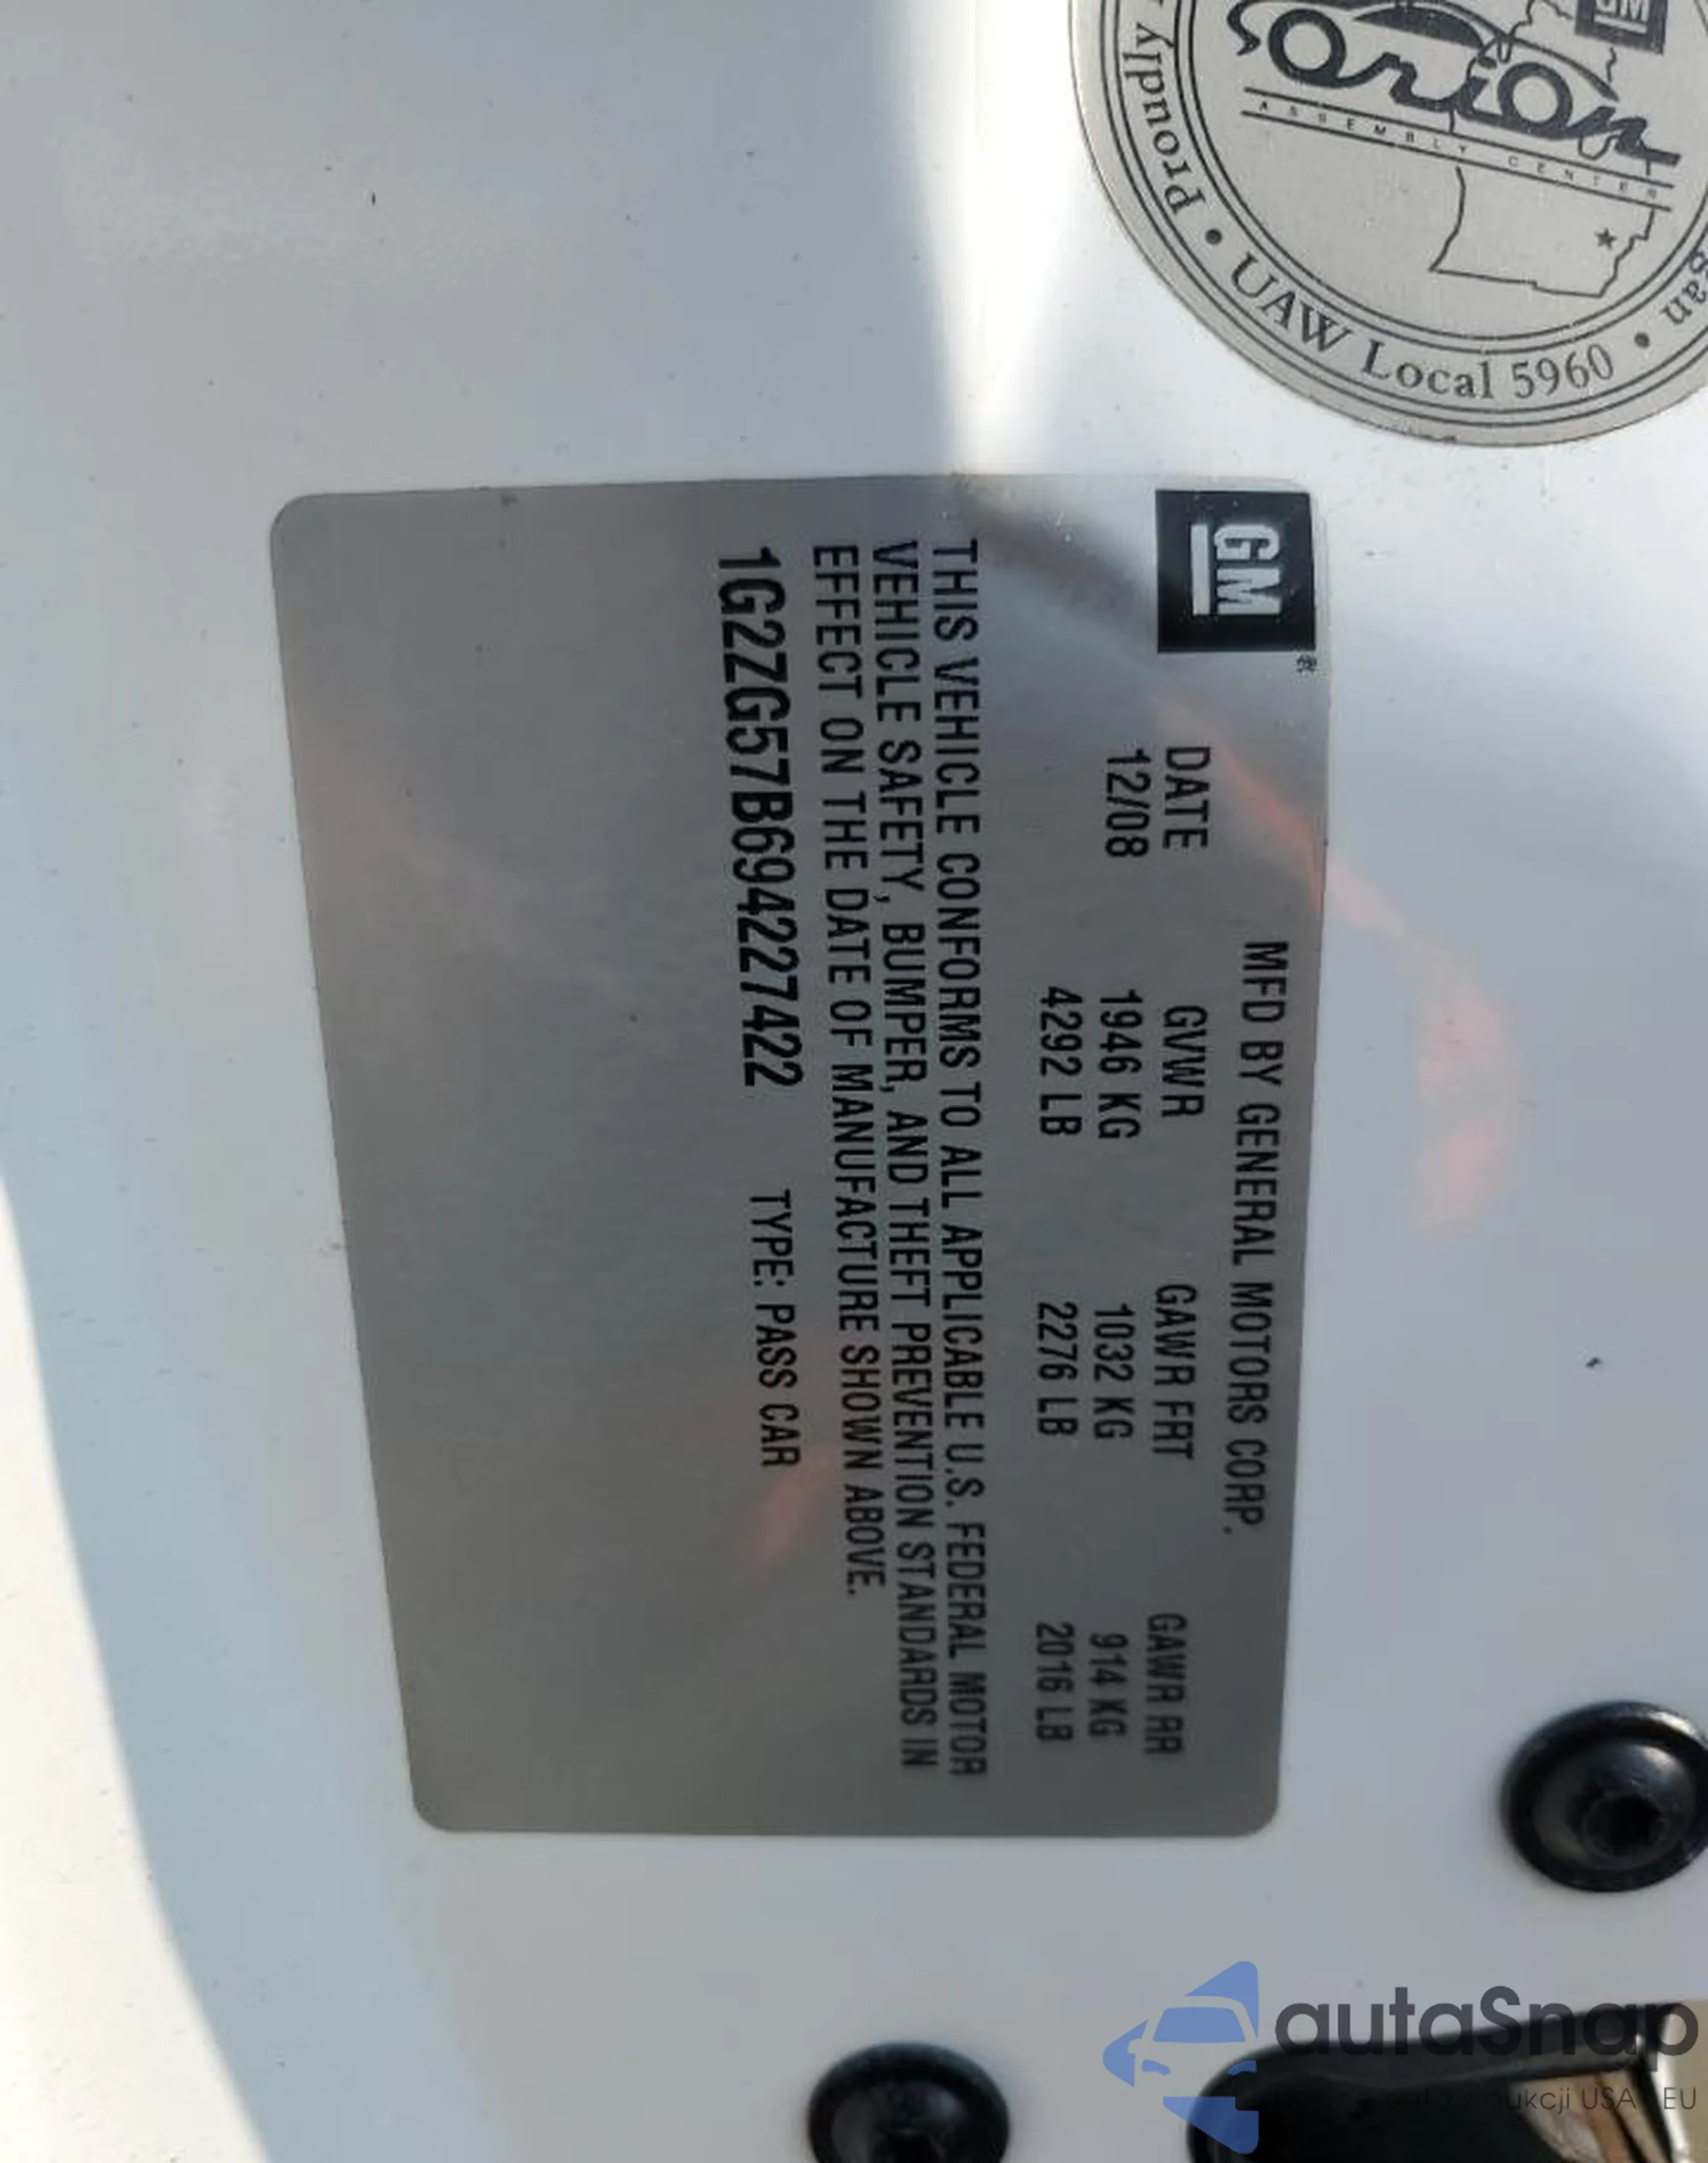 GM
orion
ASSEMBLY CENTER
Proudly • UAW Local 5960 •
GM
MFD BY GENERAL MOTORS CORP.
DATE GVWR GAWR FRT GAWR RR
12/08 1946 KG 1032 KG 914 KG
4292 LB 2276 LB 2016 LB
THIS VEHICLE CONFORMS TO ALL APPLICABLE U.S. FEDERAL MOTOR
VEHICLE SAFETY, BUMPER, AND THEFT PREVENTION STANDARDS IN
EFFECT ON THE DATE OF MANUFACTURE SHOWN ABOVE.
1G2ZG57B694227422 TYPE: PASS CAR
autaSnap
USA EU